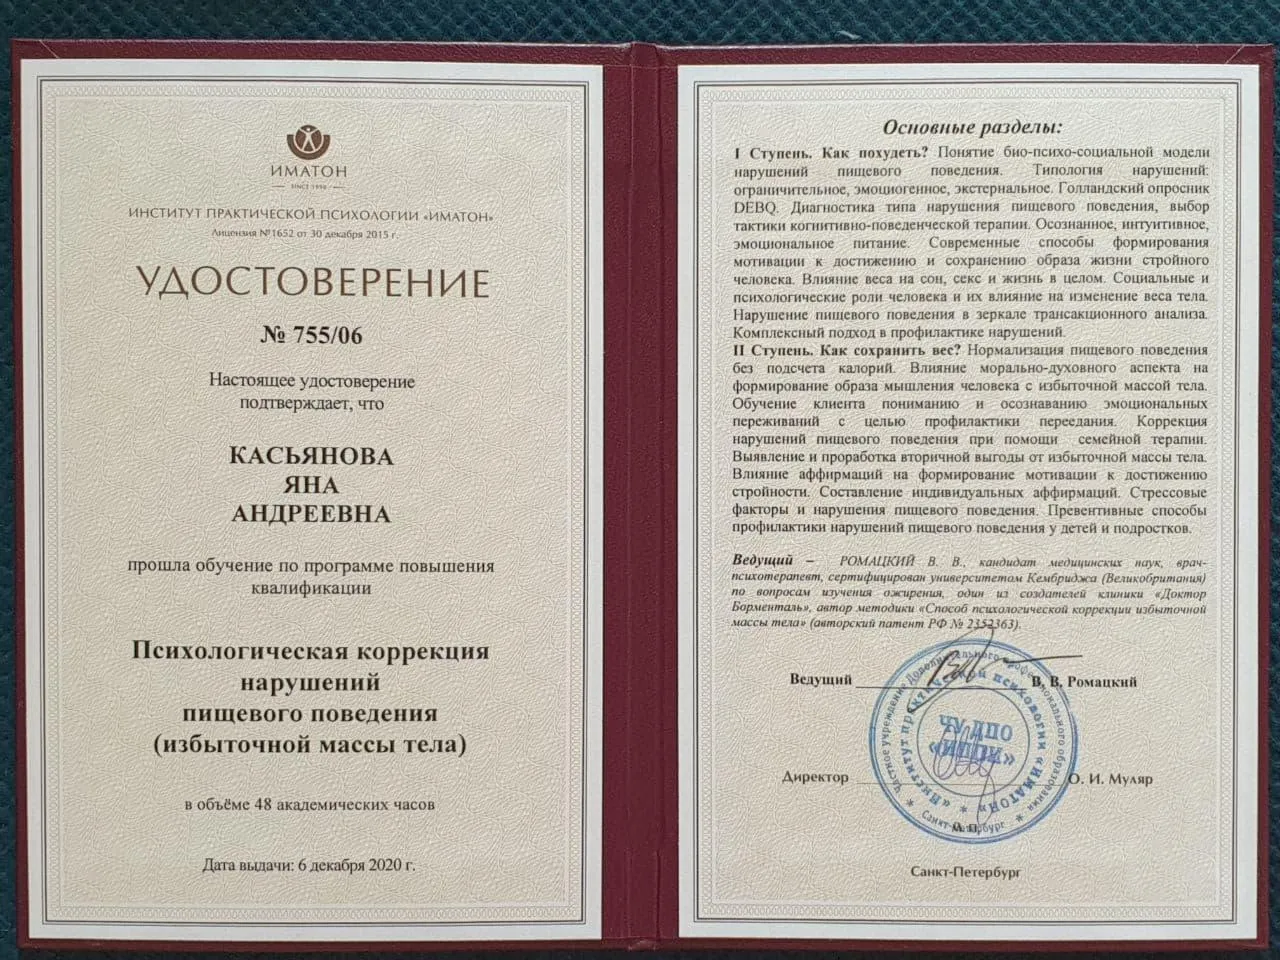 ИМАТОН
SINCE 1990
ИНСТИТУТ ПРАКТИЧЕСКОЙ ПСИХОЛОГИИ «ИМАТОН»
Лицензия №1652 от 30 декабря 2015 г.
УДОСТОВЕРЕНИЕ
№ 755/06
Настоящее удостоверение
подтверждает, что
КАСЬЯНОВА
ЯНА
АНДРЕЕВНА
прошла обучение по программе повышения
квалификации
Психологическая коррекция
нарушений
пищевого поведения
(избыточной массы тела)
в объёме 48 академических часов
Дата выдачи: 6 декабря 2020 г.
Основные разделы:
I Ступень. Как похудеть? Понятие био-психо-социальной модели
нарушений пищевого поведения. Типология нарушений:
ограничительное, эмоциогенное, экстернальное. Голландский опросник
DEBQ. Диагностика типа нарушения пищевого поведения, выбор
тактики когнитивно-поведенческой терапии. Осознанное, интуитивное,
эмоциональное питание. Современные способы формирования
мотивации к достижению и сохранению образа жизни стройного
человека. Влияние веса на сон, секс и жизнь в целом. Социальные и
психологические роли человека и их влияние на изменение веса тела.
Нарушение пищевого поведения в зеркале трансакционного анализа.
Комплексный подход в профилактике нарушений.
II Ступень. Как сохранить вес? Нормализация пищевого поведения
без подсчета калорий. Влияние морально-духовного аспекта на
формирование образа мышления человека с избыточной массой тела.
Обучение клиента пониманию и осознаванию эмоциональных
переживаний с целью профилактики переедания. Коррекция
нарушений пищевого поведения при помощи семейной терапии.
Выявление и проработка вторичной выгоды от избыточной массы тела.
Влияние аффирмаций на формирование мотивации к достижению
стройности. Составление индивидуальных аффирмаций. Стрессовые
факторы и нарушения пищевого поведения. Превентивные способы
профилактики нарушений пищевого поведения у детей и подростков.
Ведущий – РОМАЦКИЙ В. В., кандидат медицинских наук, врач-
психотерапевт, сертифицирован университетом Кембриджа (Великобритания)
по вопросам изучения ожирения, один из создателей клиники «Доктор
Борменталь», автор методики «Способ психологической коррекции избыточной
массы тела» (авторский патент РФ № 2352363).
Ведущий В. В. Ромацкий
Частное учреждение Дополнительного профессионального образования
«Институт практической психологии «ИМАТОН»
ЧУ ДПО
«ИППИ»
Санкт-Петербург
Директор О. И. Муляр
М. П.
Санкт-Петербург